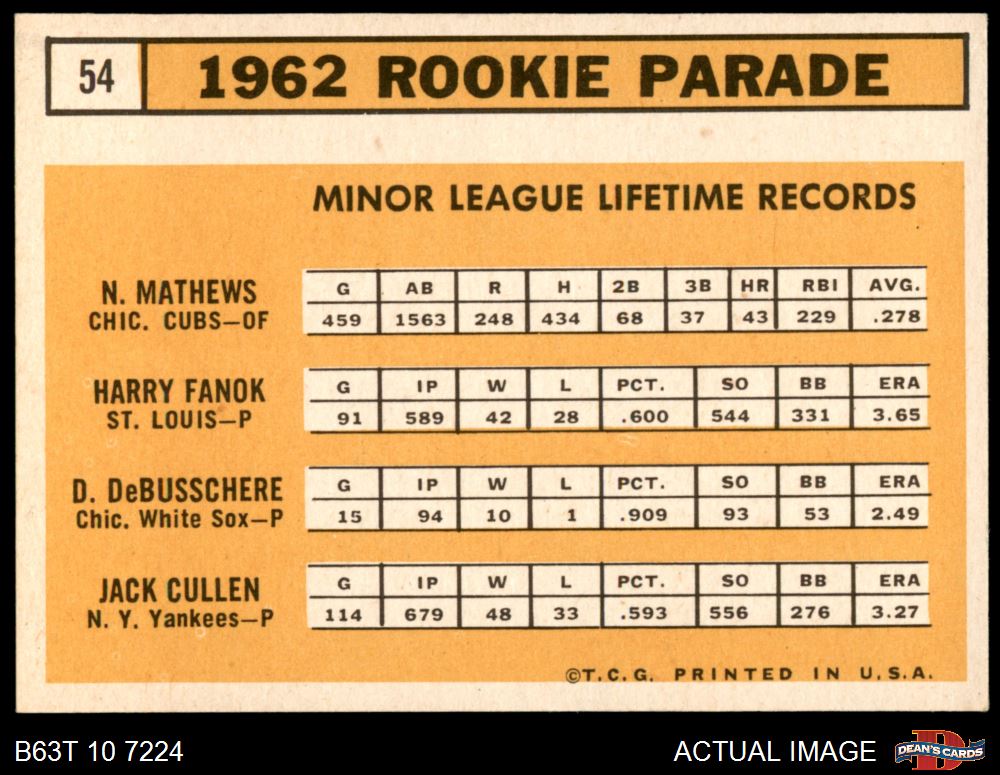 54 1962 ROOKIE PARADE
MINOR LEAGUE LIFETIME RECORDS
N. MATHEWS
CHIC. CUBS—OF
G AB R H 2B 3B HR RBI AVG.
459 1563 248 434 68 37 43 229 .278
HARRY FANOK
ST. LOUIS—P
G IP W L PCT. SO BB ERA
91 589 42 28 .600 544 331 3.65
D. DeBUSSCHERE
Chic. White Sox—P
G IP W L PCT. SO BB ERA
15 94 10 1 .909 93 53 2.49
JACK CULLEN
N. Y. Yankees—P
G IP W L PCT. SO BB ERA
114 679 48 33 .593 556 276 3.27
©T.C.G. PRINTED IN U.S.A.
B63T 10 7224 ACTUAL IMAGE D DEAN'S CARDS